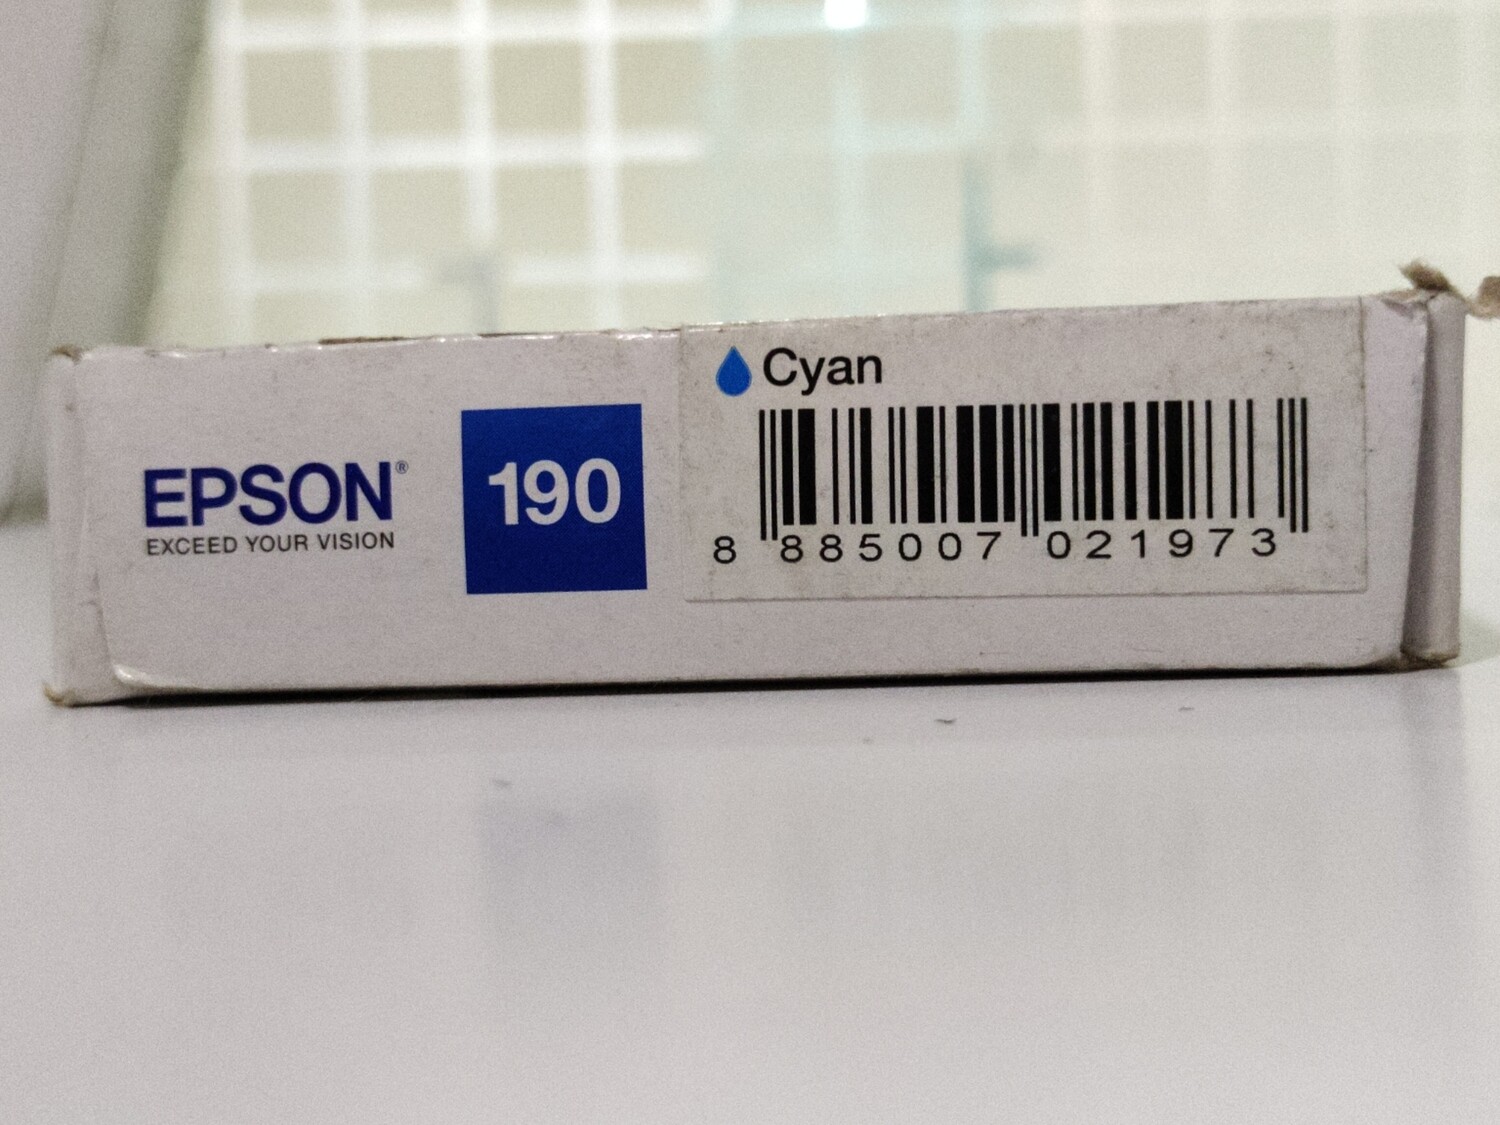 EPSON®
EXCEED YOUR VISION
190
Cyan
8 885007 021973